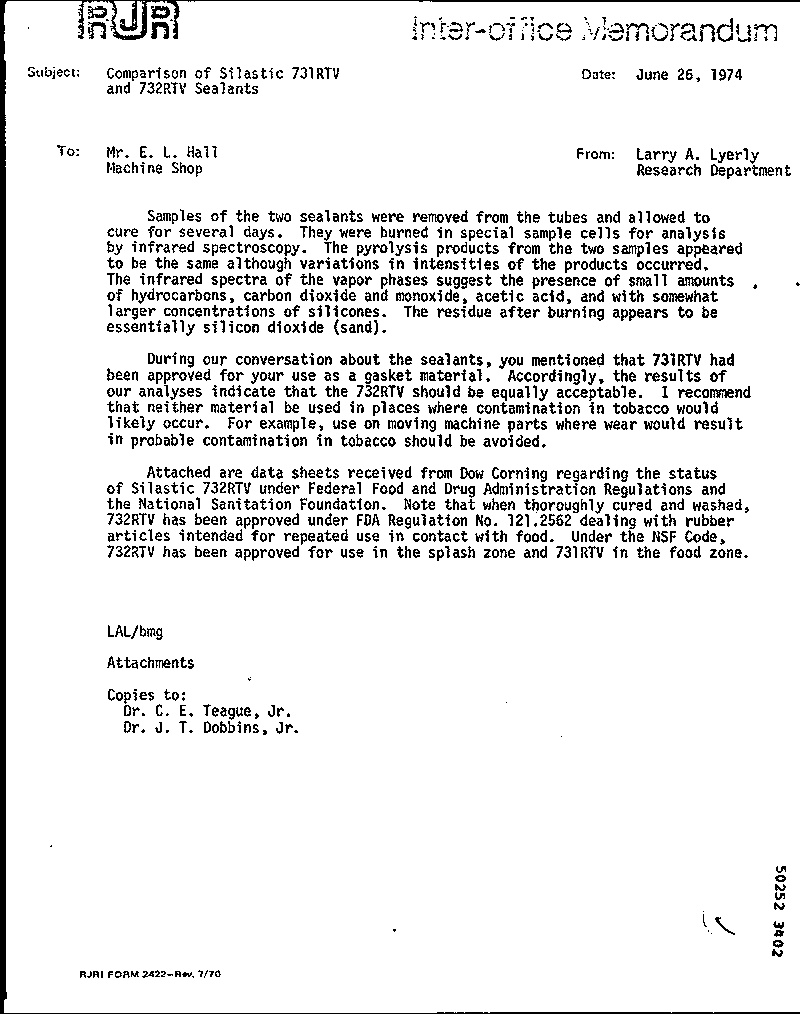 RJR
Inter-office Memorandum
Subject: Comparison of Silastic 731RTV
and 732RTV Sealants
Date: June 26, 1974
To: Mr. E. L. Hall
Machine Shop
From: Larry A. Lyerly
Research Department
Samples of the two sealants were removed from the tubes and allowed to
cure for several days. They were burned in special sample cells for analysis
by infrared spectroscopy. The pyrolysis products from the two samples appeared
to be the same although variations in intensities of the products occurred.
The infrared spectra of the vapor phases suggest the presence of small amounts
of hydrocarbons, carbon dioxide and monoxide, acetic acid, and with somewhat
larger concentrations of silicones. The residue after burning appears to be
essentially silicon dioxide (sand).
During our conversation about the sealants, you mentioned that 731RTV had
been approved for your use as a gasket material. Accordingly, the results of
our analyses indicate that the 732RTV should be equally acceptable. I recommend
that neither material be used in places where contamination in tobacco would
likely occur. For example, use on moving machine parts where wear would result
in probable contamination in tobacco should be avoided.
Attached are data sheets received from Dow Corning regarding the status
of Silastic 732RTV under Federal Food and Drug Administration Regulations and
the National Sanitation Foundation. Note that when thoroughly cured and washed,
732RTV has been approved under FDA Regulation No. 121.2562 dealing with rubber
articles intended for repeated use in contact with food. Under the NSF Code,
732RTV has been approved for use in the splash zone and 731RTV in the food zone.
LAL/bmg
Attachments
Copies to:
Dr. C. E. Teague, Jr.
Dr. J. T. Dobbins, Jr.
50252 3402
RJRI FORM 2422-Rev. 7/70